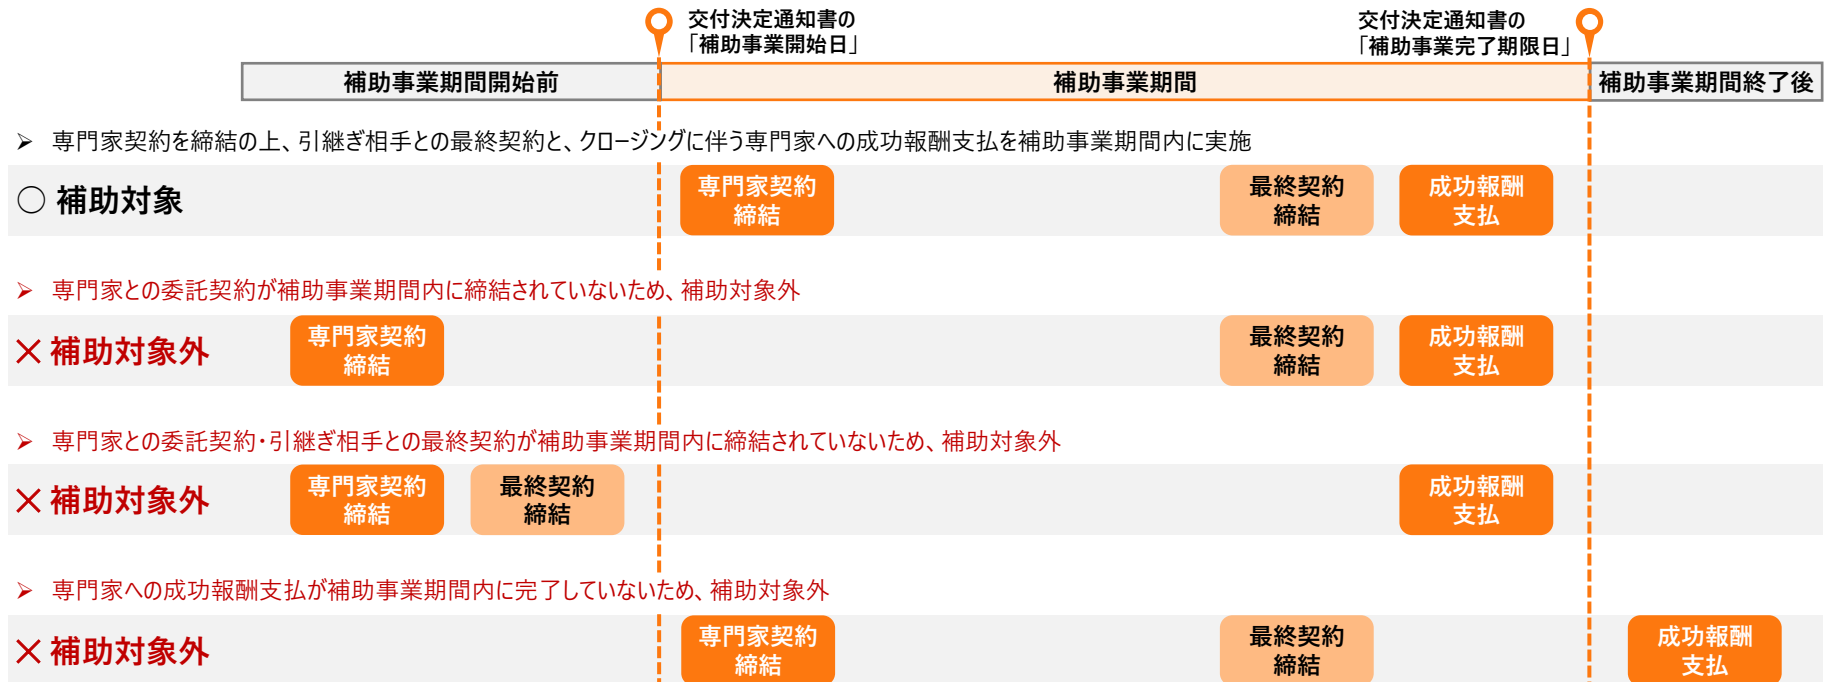 交付決定通知書の
「補助事業開始日」
交付決定通知書の
「補助事業完了期限日」
補助事業期間開始前
補助事業期間
補助事業期間終了後
➢ 専門家契約を締結の上、引継ぎ相手との最終契約と、クロージングに伴う専門家への成功報酬支払を補助事業期間内に実施
○ 補助対象
専門家契約
締結
最終契約
締結
成功報酬
支払
➢ 専門家との委託契約が補助事業期間内に締結されていないため、補助対象外
× 補助対象外
専門家契約
締結
最終契約
締結
成功報酬
支払
➢ 専門家との委託契約・引継ぎ相手との最終契約が補助事業期間内に締結されていないため、補助対象外
× 補助対象外
専門家契約
締結
最終契約
締結
成功報酬
支払
➢ 専門家への成功報酬支払が補助事業期間内に完了していないため、補助対象外
× 補助対象外
専門家契約
締結
最終契約
締結
成功報酬
支払